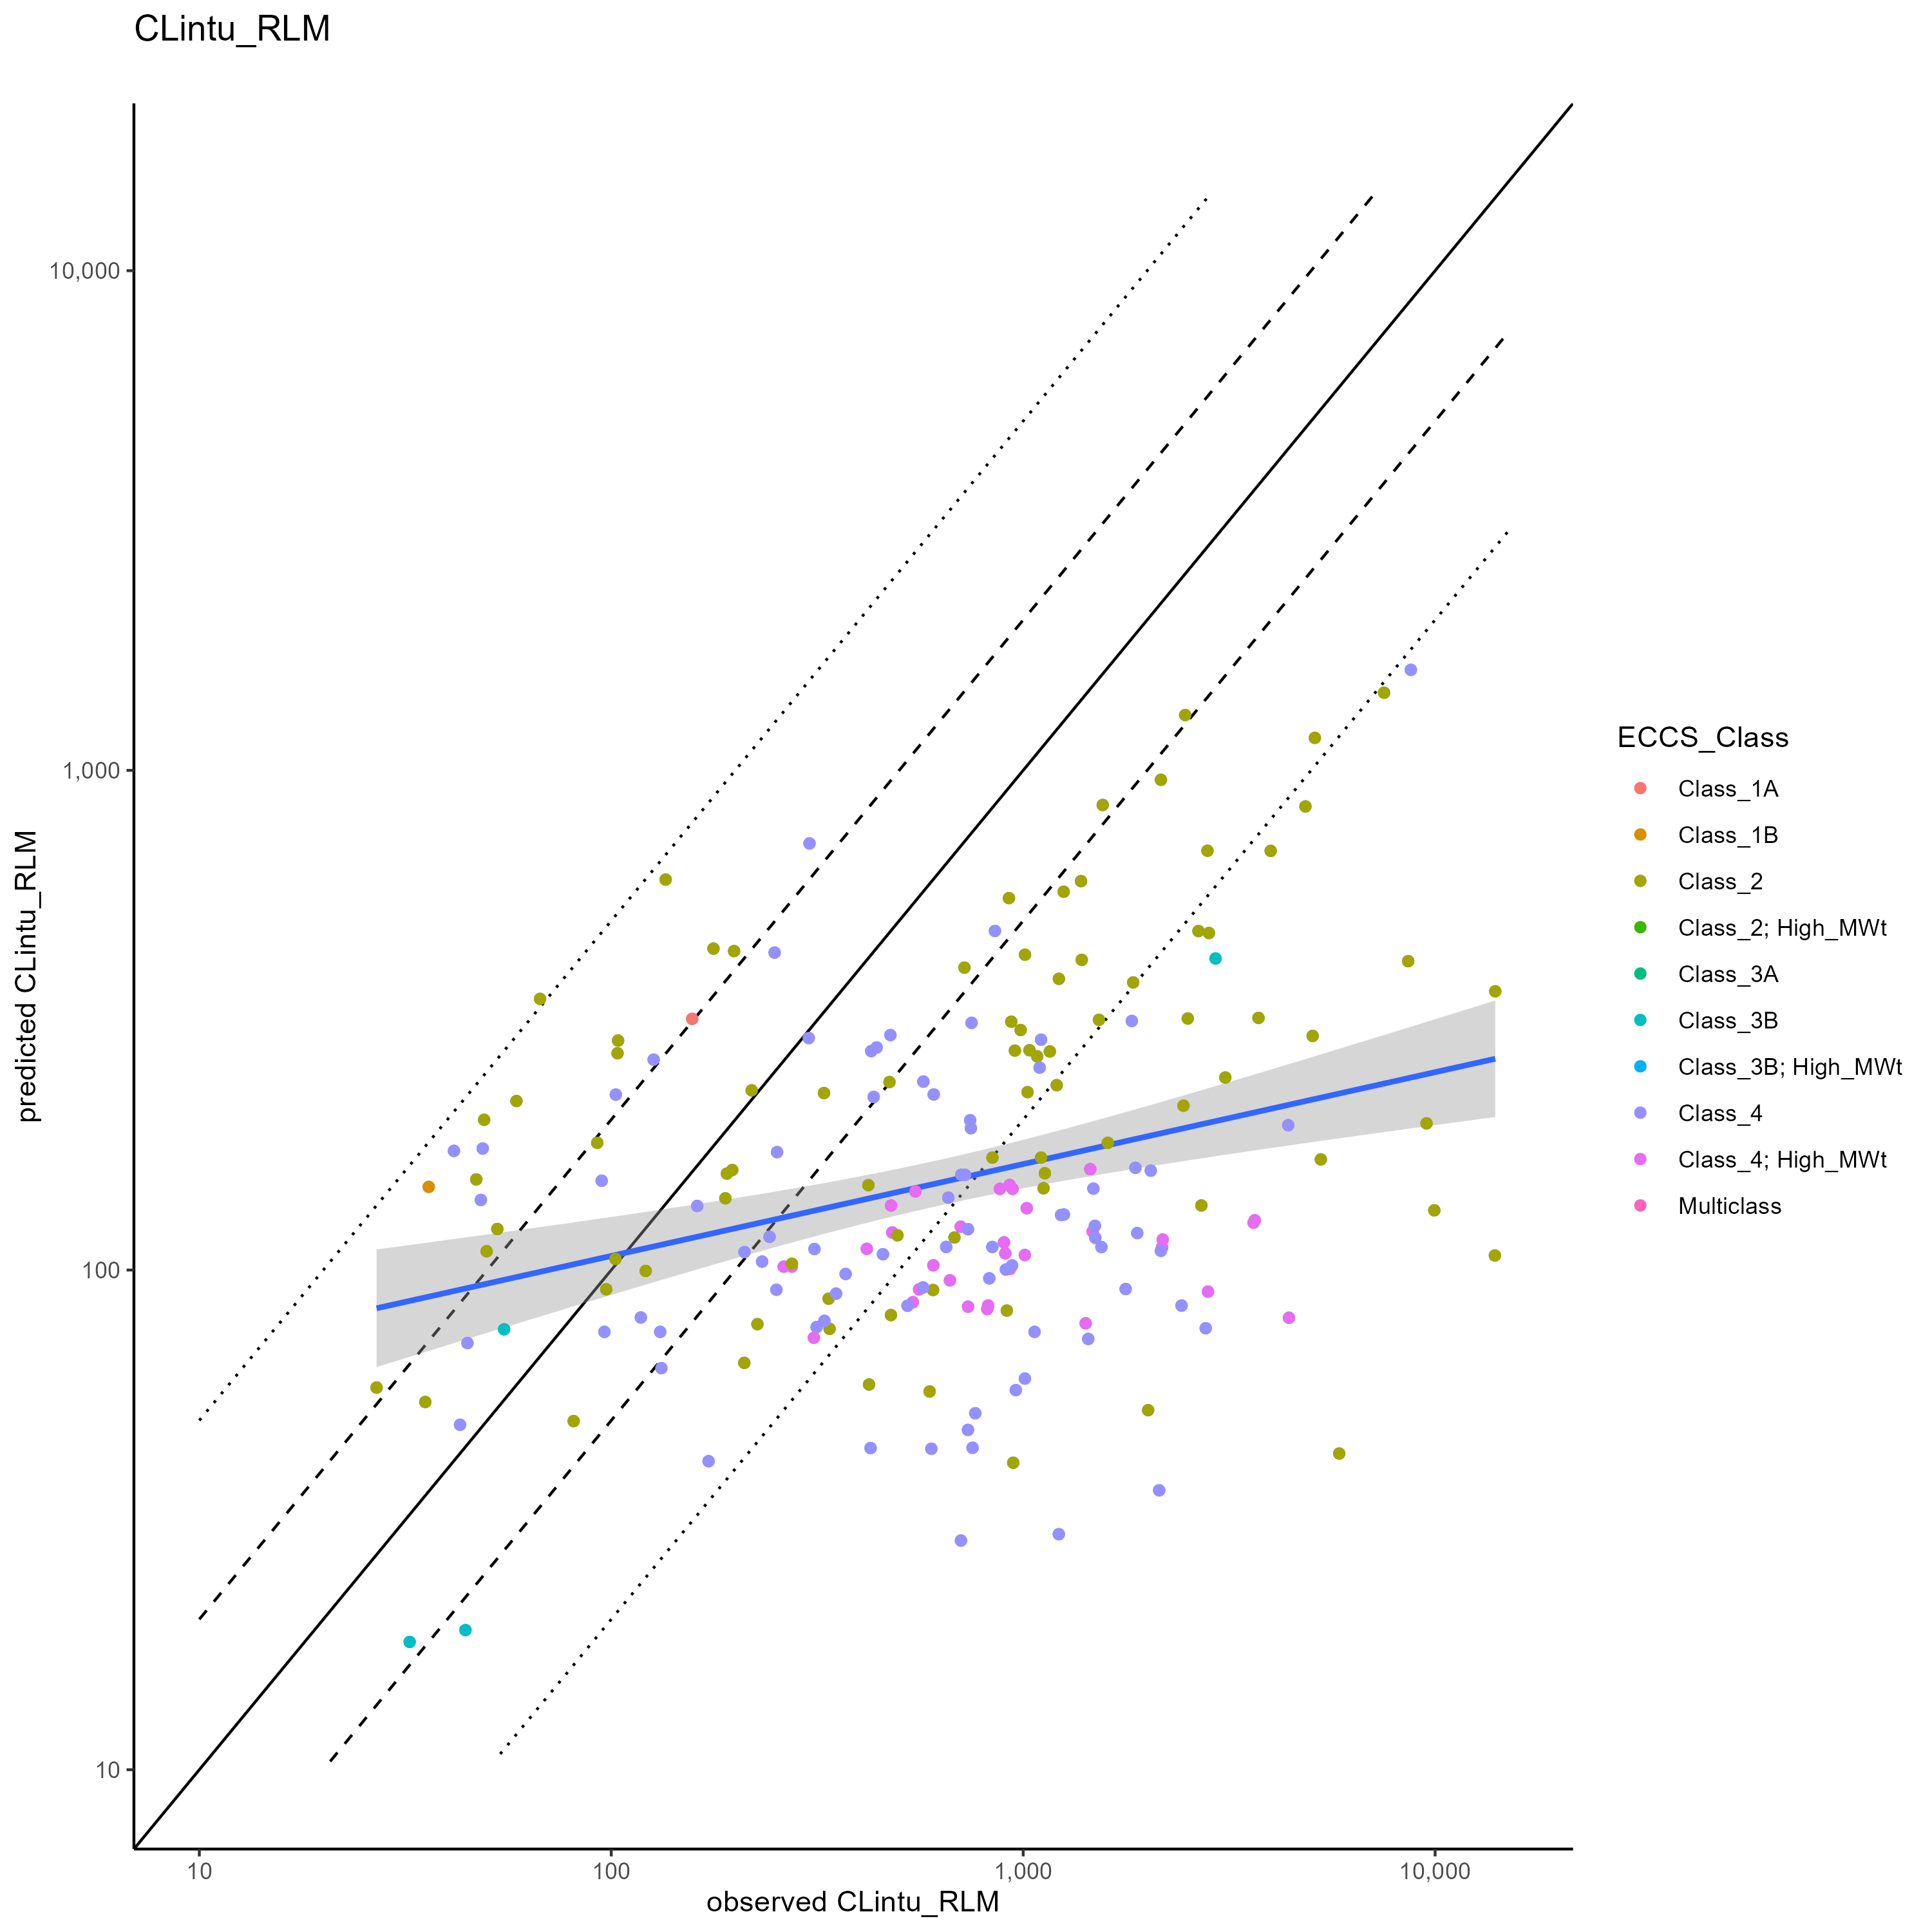 CLintu_RLM
10,000
1,000
100
10
predicted CLintu_RLM
10
100
1,000
10,000
observed CLintu_RLM
ECCS_Class
Class_1A
Class_1B
Class_2
Class_2; High_MWt
Class_3A
Class_3B
Class_3B; High_MWt
Class_4
Class_4; High_MWt
Multiclass